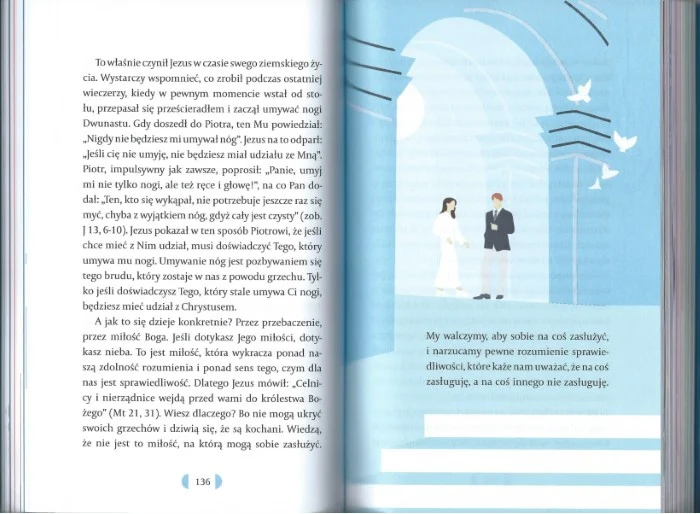 To właśnie czynił Jezus w czasie swego ziemskiego ży-
cia. Wystarczy wspomnieć, co zrobił podczas ostatniej
wieczerzy, kiedy w pewnym momencie wstał od sto-
łu, przepasał się prześcieradłem i zaczął umywać nogi
Dwunastu. Gdy doszedł do Piotra, ten Mu powiedział:
„Nigdy nie będziesz mi umywał nóg”. Jezus na to odparł:
„Jeśli cię nie umyję, nie będziesz miał udziału ze Mną”.
Piotr, impulsywny jak zawsze, poprosił: „Panie, umyj
mi nie tylko nogi, ale też ręce i głowę!”, na co Pan do-
dał: „Ten, kto się wykąpał, nie potrzebuje jeszcze raz się
myć, chyba z wyjątkiem nóg, gdyż cały jest czysty” (zob.
J 13, 6-10). Jezus pokazał w ten sposób Piotrowi, że jeśli
chce mieć z Nim udział, musi doświadczyć Tego, który
umywa mu nogi. Umywanie nóg jest pozbywaniem się
tego brudu, który zostaje w nas z powodu grzechu. Tyl-
ko jeśli doświadczysz Tego, który stale umywa Ci nogi,
będziesz mieć udział z Chrystusem.
A jak to się dzieje konkretnie? Przez przebaczenie,
przez miłość Boga. Jeśli dotykasz Jego miłości, doty-
kasz nieba. To jest miłość, która wykracza ponad na-
szą zdolność rozumienia i ponad sens tego, czym dla
nas jest sprawiedliwość. Dlatego Jezus mówił: „Celni-
cy i nierządnice wejdą przed wami do królestwa Bo-
żego” (Mt 21, 31). Wiesz dlaczego? Bo nie mogą ukryć
swoich grzechów i dziwią się, że są kochani. Wiedzą,
że nie jest to miłość, na którą mogą sobie zasłużyć.
136
My walczymy, aby sobie na coś zasłużyć,
i narzucamy pewne rozumienie sprawie-
dliwości, które każe nam uważać, że na coś
zasługuję, a na coś innego nie zasługuję.